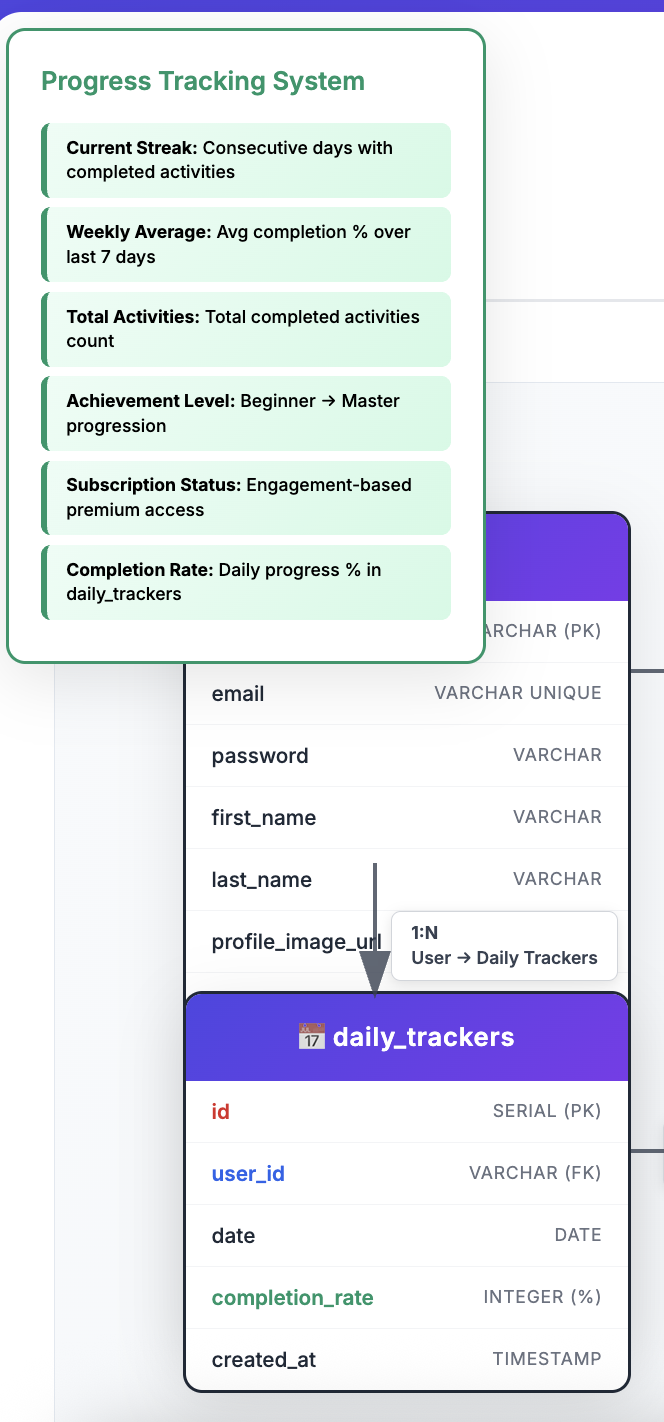 Progress Tracking System
Current Streak: Consecutive days with
completed activities
Weekly Average: Avg completion % over
last 7 days
Total Activities: Total completed activities
count
Achievement Level: Beginner → Master
progression
Subscription Status: Engagement-based
premium access
Completion Rate: Daily progress % in
daily_trackers
(PK)
email VARCHAR UNIQUE
password VARCHAR
first_name VARCHAR
last_name VARCHAR
profile_image_url
1:N
User → Daily Trackers
daily_trackers
id SERIAL (PK)
user_id VARCHAR (FK)
date DATE
completion_rate INTEGER (%)
created_at TIMESTAMP